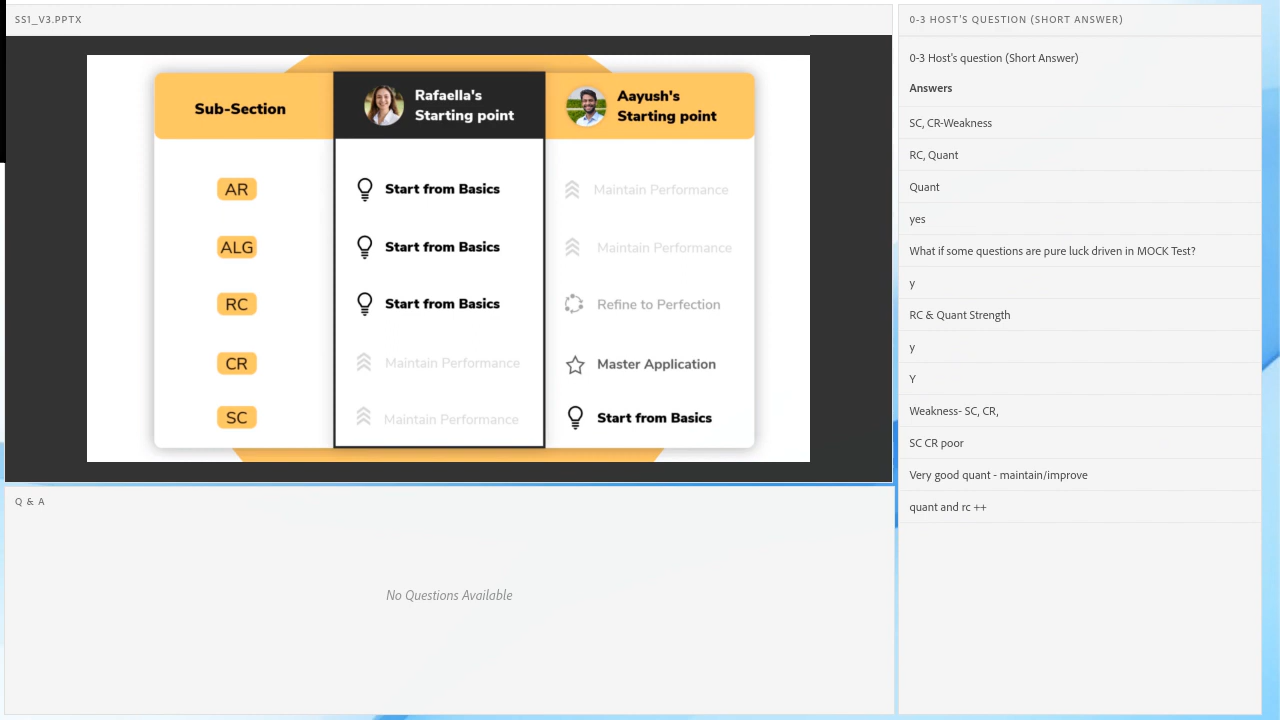 SS1_V3.PPTX
Sub-Section
Rafaella's
Starting point
Aayush's
Starting point
AR
Start from Basics
Maintain Performance
ALG
Start from Basics
Maintain Performance
RC
Start from Basics
Refine to Perfection
CR
Maintain Performance
Master Application
SC
Maintain Performance
Start from Basics
Q & A
No Questions Available
0-3 HOST'S QUESTION (SHORT ANSWER)
0-3 Host's question (Short Answer)
Answers
SC, CR-Weakness
RC, Quant
Quant
yes
What if some questions are pure luck driven in MOCK Test?
y
RC & Quant Strength
y
Y
Weakness- SC, CR,
SC CR poor
Very good quant - maintain/improve
quant and rc ++